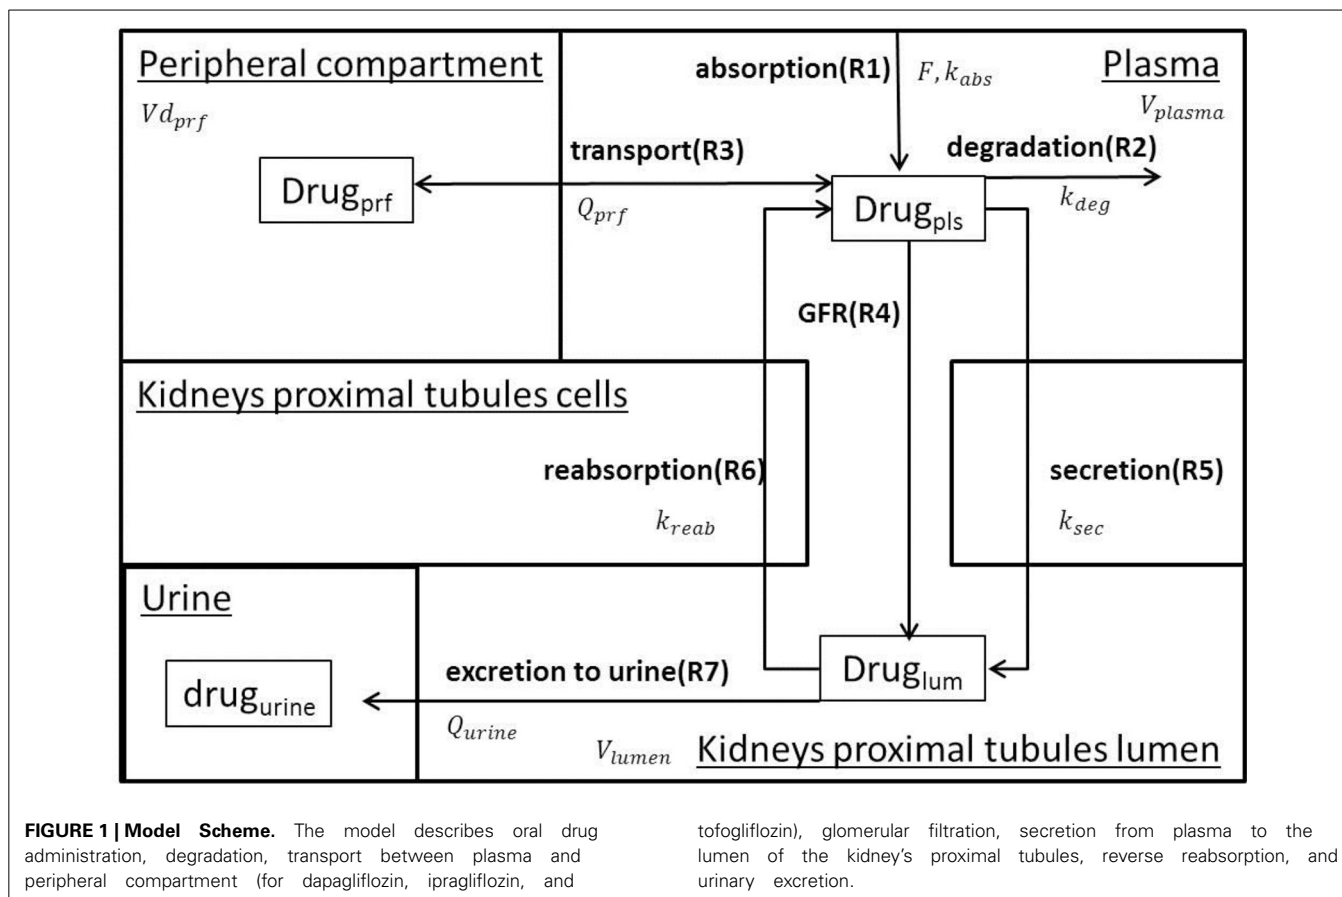 Peripheral compartment
Vd_prf
absorption(R1)
F, k_abs
Plasma
V_plasma
transport(R3)
degradation(R2)
Drug_prf
Q_prf
Drug_pls
k_deg
GFR(R4)
Kidneys proximal tubules cells
reabsorption(R6)
secretion(R5)
k_reab
k_sec
Urine
drug_urine
excretion to urine(R7)
Drug_lum
Q_urine
V_lumen
Kidneys proximal tubules lumen
FIGURE 1 | Model Scheme. The model describes oral drug
administration, degradation, transport between plasma and
peripheral compartment (for dapagliflozin, ipragliflozin, and
tofogliflozin), glomerular filtration, secretion from plasma to the
lumen of the kidney's proximal tubules, reverse reabsorption, and
urinary excretion.